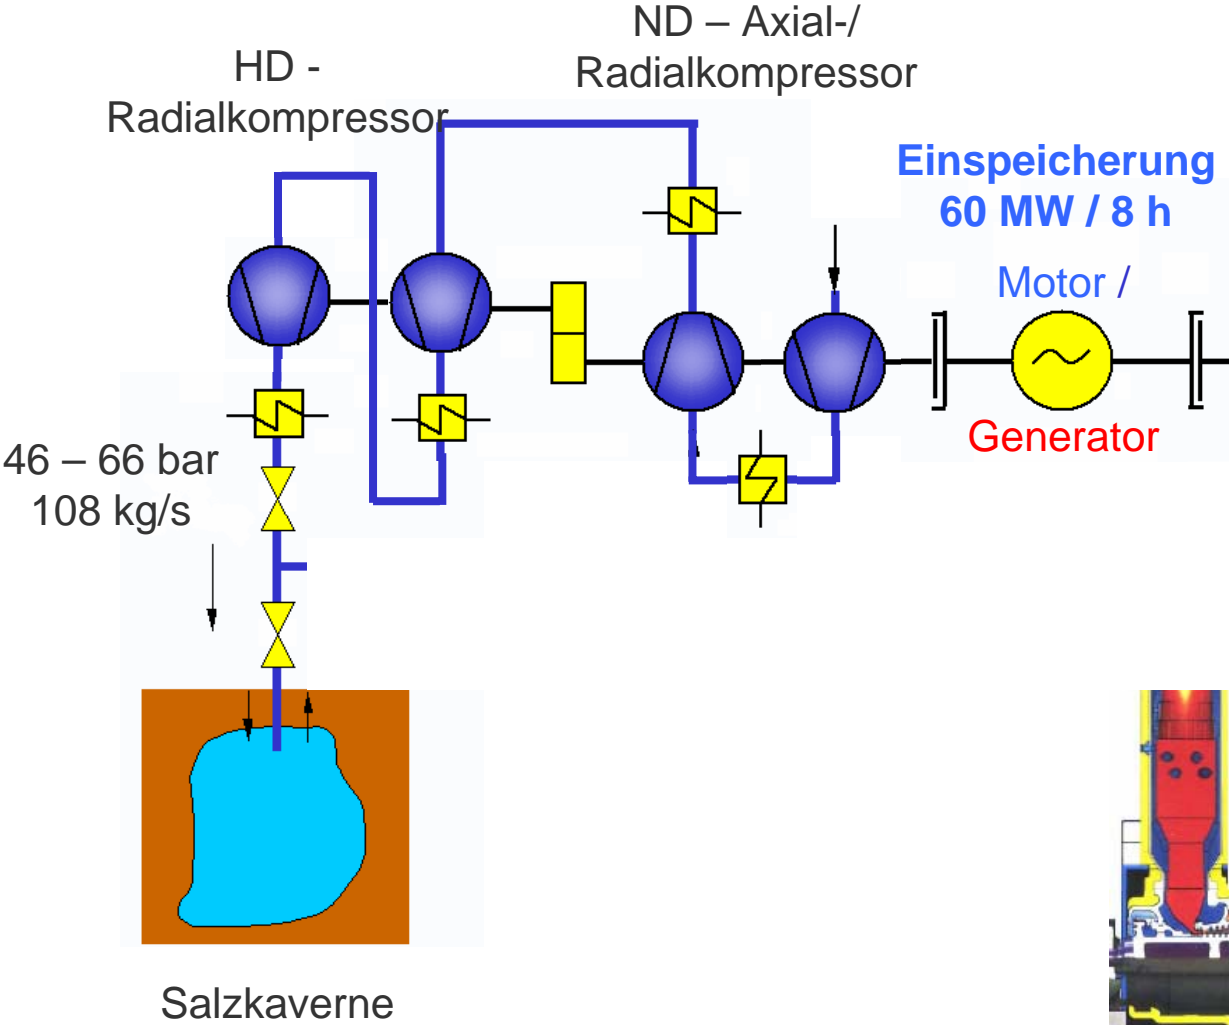 ND – Axial-/
Radialkompressor
HD -
Radialkompressor
Einspeicherung
60 MW / 8 h
Motor /
Generator
46 – 66 bar
108 kg/s
Salzkaverne